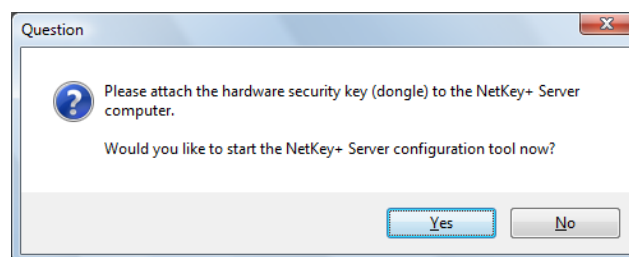 Question
Please attach the hardware security key (dongle) to the NetKey+ Server
computer.
Would you like to start the NetKey+ Server configuration tool now?
Yes
No